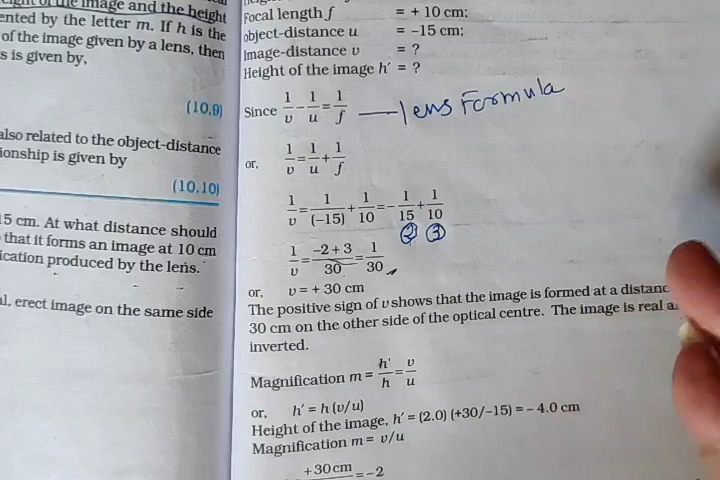 image and the height
ented by the letter m. If h is the
of the image given by a lens, then
s is given by,
(10.9)
also related to the object-distance
ionship is given by
(10.10)
5 cm. At what distance should
that it forms an image at 10 cm
ication produced by the lens.
l, erect image on the same side
Focal length f = + 10 cm;
object-distance u = –15 cm;
Image-distance v = ?
Height of the image h′ = ?
Since 1/v – 1/u = 1/f — lens Formula
or, 1/v = 1/u + 1/f
1/v = 1/(–15) + 1/10 = – 1/15 + 1/10
② ③
1/v = (–2 + 3)/30 = 1/30
or, v = + 30 cm
The positive sign of v shows that the image is formed at a distanc
30 cm on the other side of the optical centre. The image is real a
inverted.
Magnification m = h'/h = v/u
or, h′ = h (v/u)
Height of the image, h′ = (2.0) (+30/–15) = – 4.0 cm
Magnification m = v/u
+30 cm = –2